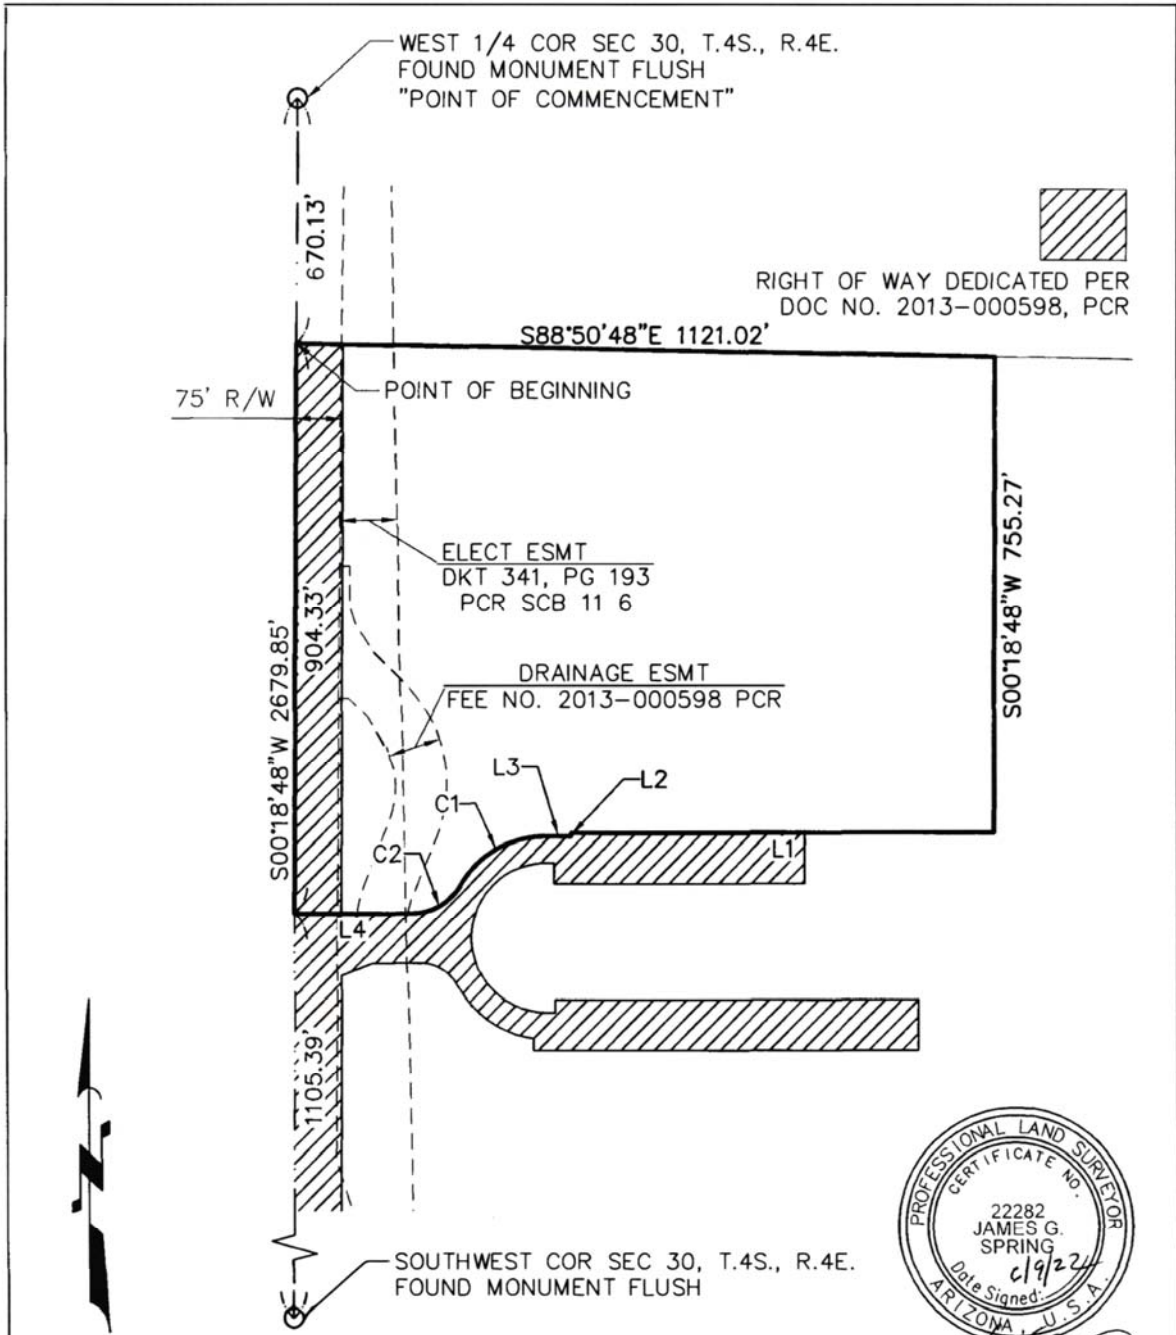 WEST 1/4 COR SEC 30, T.4S., R.4E.
FOUND MONUMENT FLUSH
"POINT OF COMMENCEMENT"
670.13'
RIGHT OF WAY DEDICATED PER
DOC NO. 2013-000598, PCR
S88°50'48"E 1121.02'
POINT OF BEGINNING
75' R/W
ELECT ESMT
DKT 341, PG 193
PCR SCB 11 6
S00°18'48"W 755.27'
904.33'
S00°18'48"W 2679.85'
DRAINAGE ESMT
FEE NO. 2013-000598 PCR
L3
L2
C1
L1
C2
L4
1105.39'
PROFESSIONAL LAND SURVEYOR
CERTIFICATE NO.
22282
JAMES G.
SPRING
Date Signed:
ARIZONA, U.S.A.
SOUTHWEST COR SEC 30, T.4S., R.4E.
FOUND MONUMENT FLUSH